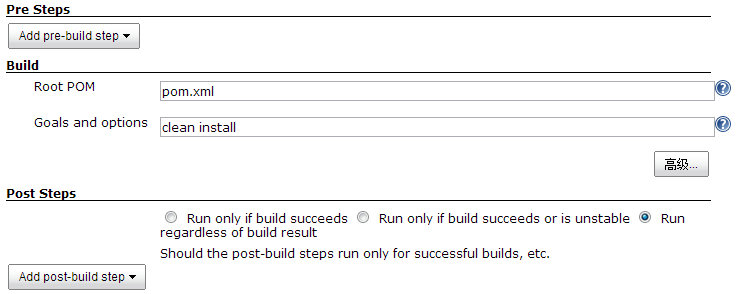 Pre Steps
Add pre-build step
Build
Root POM
pom.xml
Goals and options
clean install
高级...
Post Steps
Run only if build succeeds Run only if build succeeds or is unstable Run
regardless of build result
Should the post-build steps run only for successful builds, etc.
Add post-build step